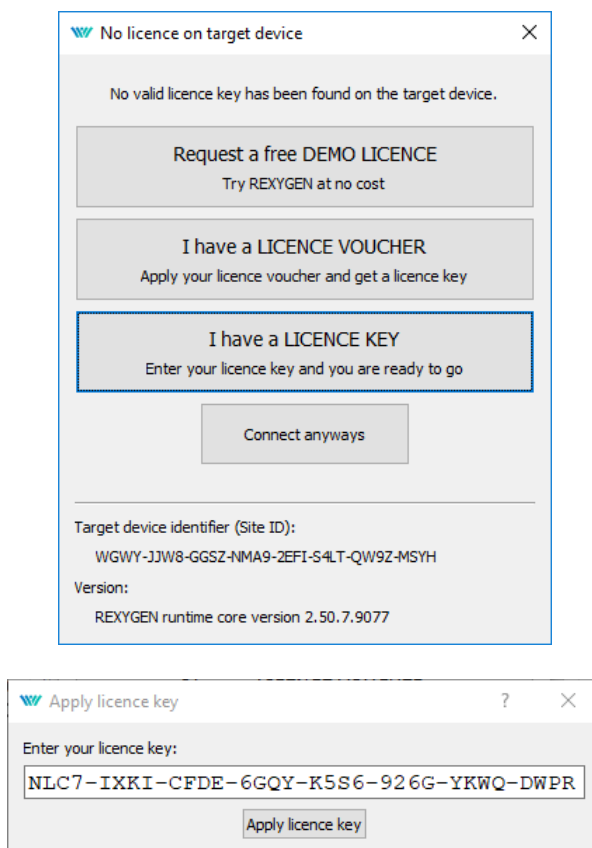 No licence on target device
No valid licence key has been found on the target device.
Request a free DEMO LICENCE
Try REXYGEN at no cost
I have a LICENCE VOUCHER
Apply your licence voucher and get a licence key
I have a LICENCE KEY
Enter your licence key and you are ready to go
Connect anyways
Target device identifier (Site ID):
WGWY-JJW8-GGSZ-NMA9-2EFI-S4LT-QW9Z-MSYH
Version:
REXYGEN runtime core version 2.50.7.9077
Apply licence key
?
Enter your licence key:
NLC7-IXKI-CFDE-6GQY-K5S6-926G-YKWQ-DWPR
Apply licence key